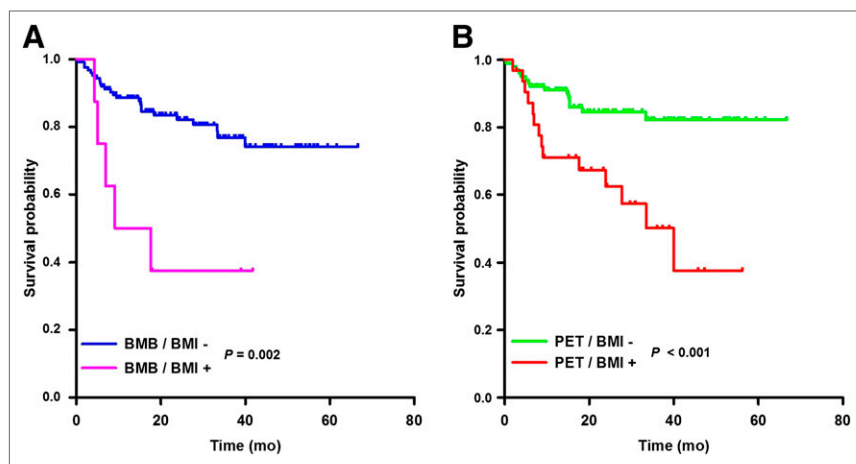 A
Survival probability
1.0
0.8
0.6
0.4
0.2
0.0
BMB / BMI -
BMB / BMI +
P = 0.002
0 20 40 60 80
Time (mo)
B
Survival probability
1.0
0.8
0.6
0.4
0.2
0.0
PET / BMI -
PET / BMI +
P < 0.001
0 20 40 60 80
Time (mo)